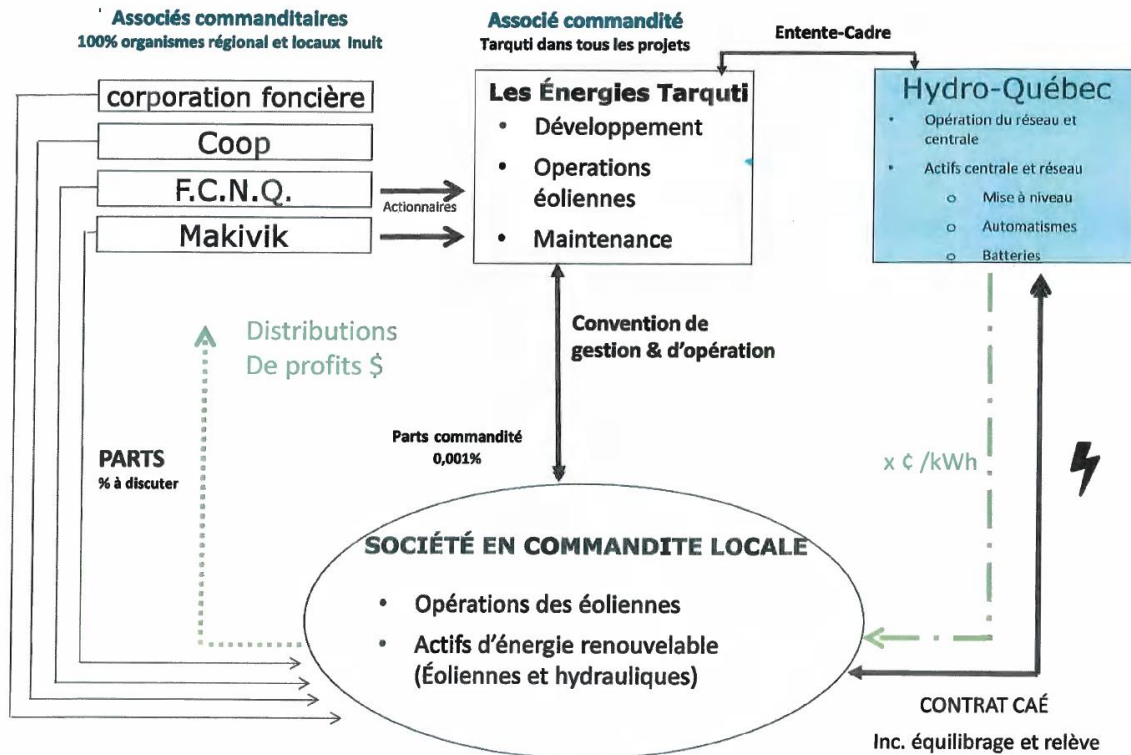 Associés commanditaires
100% organismes régional et locaux Inuit
corporation foncière
Coop
F.C.N.Q.
Makivik
Actionnaires
Associé commandité
Tarquti dans tous les projets
Les Énergies Tarquti
• Développement
• Operations
éoliennes
• Maintenance
Entente-Cadre
Hydro-Québec
• Opération du réseau et
centrale
• Actifs centrale et réseau
o Mise à niveau
o Automatismes
o Batteries
Distributions
De profits $
Convention de
gestion & d'opération
Parts commandité
0,001%
PARTS
% à discuter
x ¢ /kWh
SOCIÉTÉ EN COMMANDITE LOCALE
• Opérations des éoliennes
• Actifs d'énergie renouvelable
(Éoliennes et hydrauliques)
CONTRAT CAÉ
Inc. équilibrage et relève